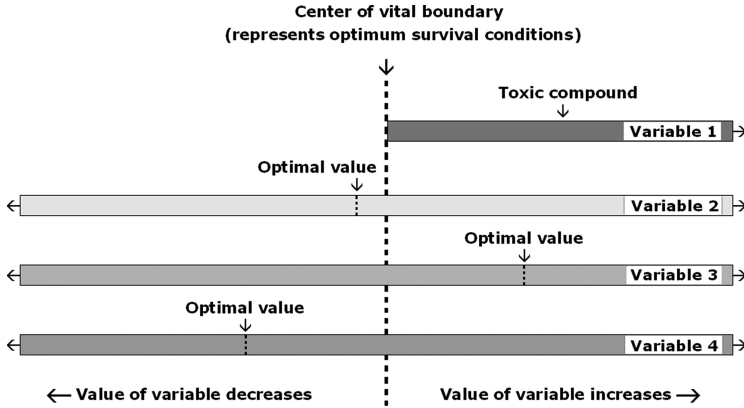 Center of vital boundary
(represents optimum survival conditions)
Toxic compound
Variable 1
Optimal value
Variable 2
Optimal value
Variable 3
Optimal value
Variable 4
Value of variable decreases
Value of variable increases